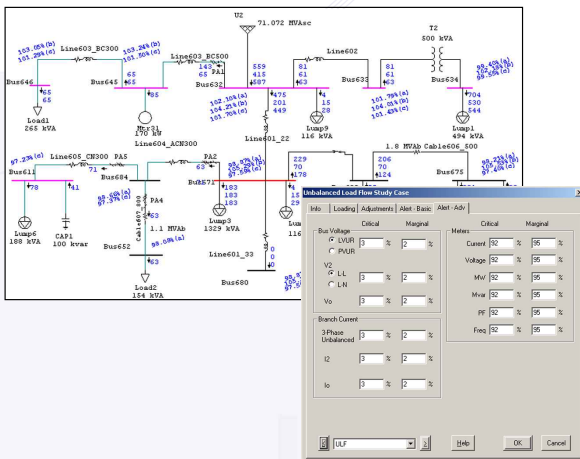 U2
71.072 MVAsc
T2
500 kVA
103.05%(b)
101.29%(c)
Line603_BC300
103.24%(b)
101.50%(c)
Line603_BC500
143
65
PA1
559
415
587
Line602
81
61
63
81
61
63
Bus646
65
65
65
65
Bus645
Bus632
Bus633
Bus634
85
102.10%(a)
104.21%(b)
101.70%(c)
475
201
449
4
15
28
101.79%(a)
104.01%(b)
101.43%(c)
704
530
544
Load1
265 kVA
Mtr31
170 kW
Lump9
116 kVA
Lump1
494 kVA
Line604_ACN300
Line601_22
97.23%(c)
Bus611
Line605_CN300
PA5
71
Bus684
PA2
63
229
70
178
206
70
124
1.8 MVAb
Cable606_500
Bus675
78
41
PA4
63
1.1 MVAb
Cable607_800
183
183
183
Lump6
188 kVA
CAP1
100 kvar
Lump3
1329 kVA
Bus652
98.08%(a)
63
Load2
154 kVA
Line601_33
0
0
0
Bus680
Unbalanced Load Flow Study Case
Info
Loading
Adjustments
Alert - Basic
Alert - Adv
Critical
Marginal
Critical
Marginal
Bus Voltage
LVUR
3 %
2 %
PVUR
V2
L-L
3 %
2 %
L-N
Vo
3 %
2 %
Branch Current
3-Phase
Unbalanced
3 %
2 %
I2
3 %
2 %
Io
3 %
2 %
Meters
Current 92 % 95 %
Voltage 92 % 95 %
MW 92 % 95 %
Mvar 92 % 95 %
PF 92 % 95 %
Freq 92 % 95 %
ULF
Help
OK
Cancel